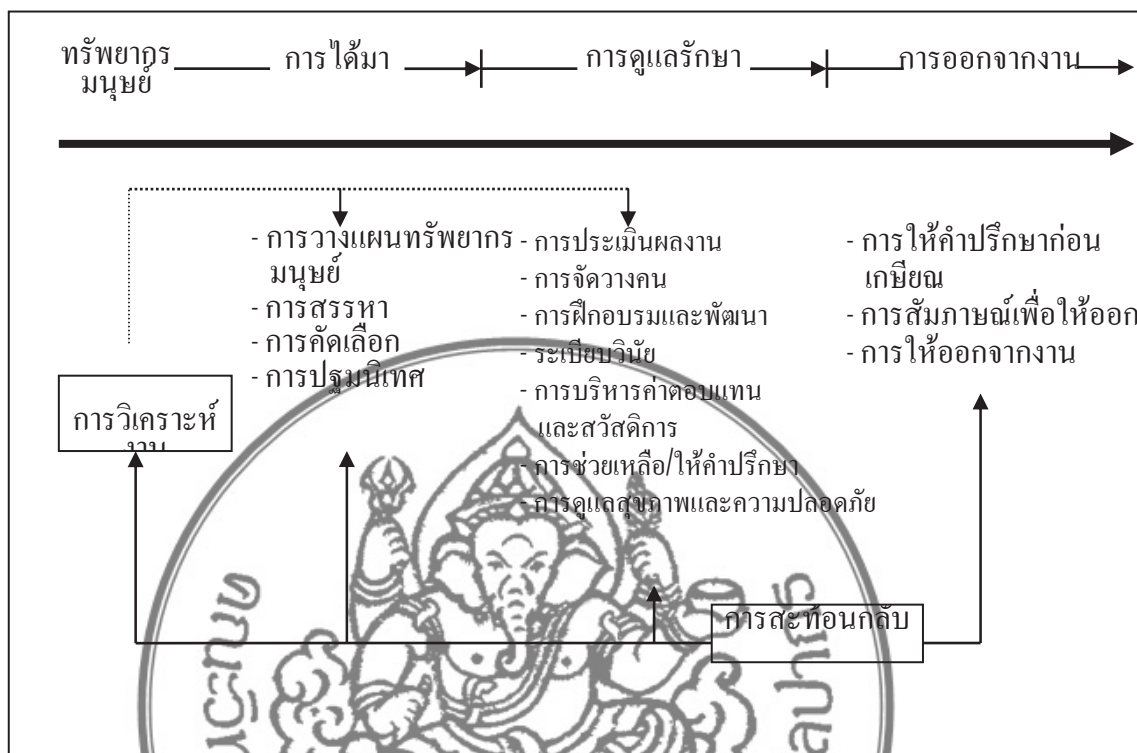 ทรัพยากร
มนุษย์
การได้มา
การดูแลรักษา
การออกจากงาน
- การวางแผนทรัพยากร
มนุษย์
- การสรรหา
- การคัดเลือก
- การปฐมนิเทศ
- การประเมินผลงาน
- การจัดวางคน
- การฝึกอบรมและพัฒนา
- ระเบียบวินัย
- การบริหารค่าตอบแทน
และสวัสดิการ
- การช่วยเหลือ/ให้คำปรึกษา
- การดูแลสุขภาพและความปลอดภัย
- การให้คำปรึกษาก่อน
เกษียณ
- การสัมภาษณ์เพื่อให้ออก
- การให้ออกจากงาน
การวิเคราะห์
งาน
การสะท้อนกลับ